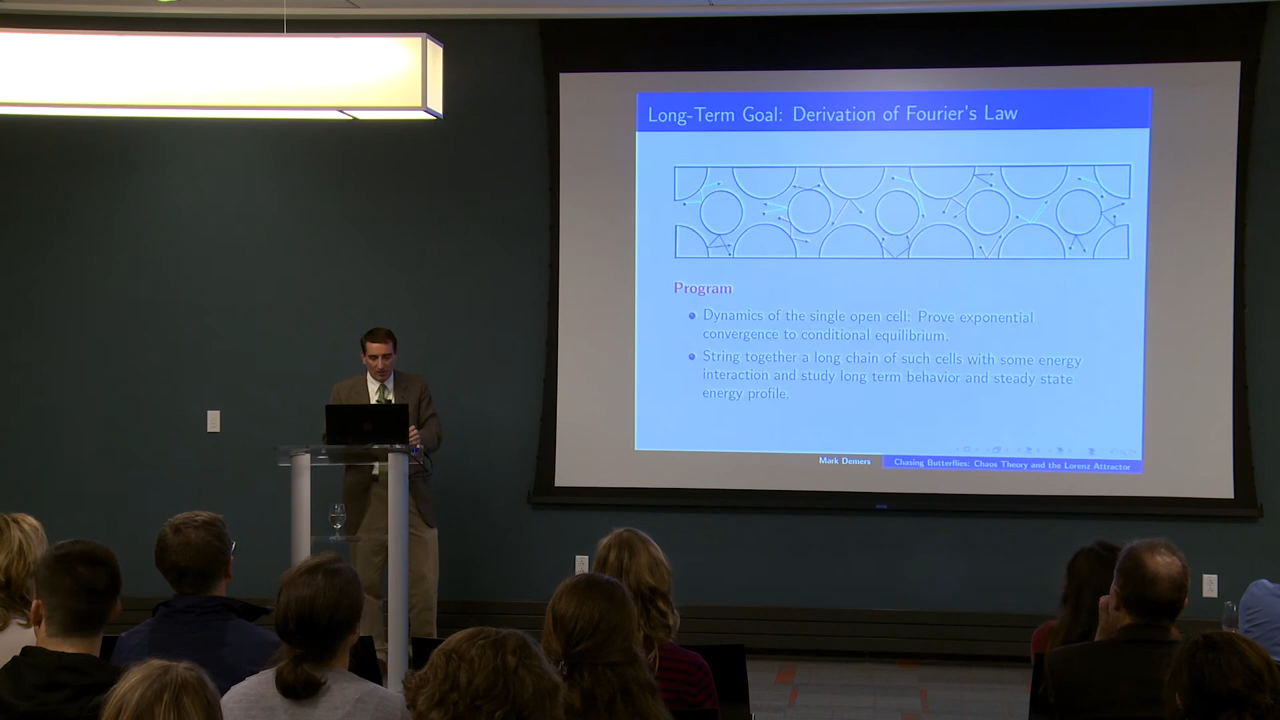 Long-Term Goal: Derivation of Fourier's Law
Program
Dynamics of the single open cell: Prove exponential
convergence to conditional equilibrium.
String together a long chain of such cells with some energy
interaction and study long term behavior and steady state
energy profile.
Mark Demers
Chasing Butterflies: Chaos Theory and the Lorenz Attractor